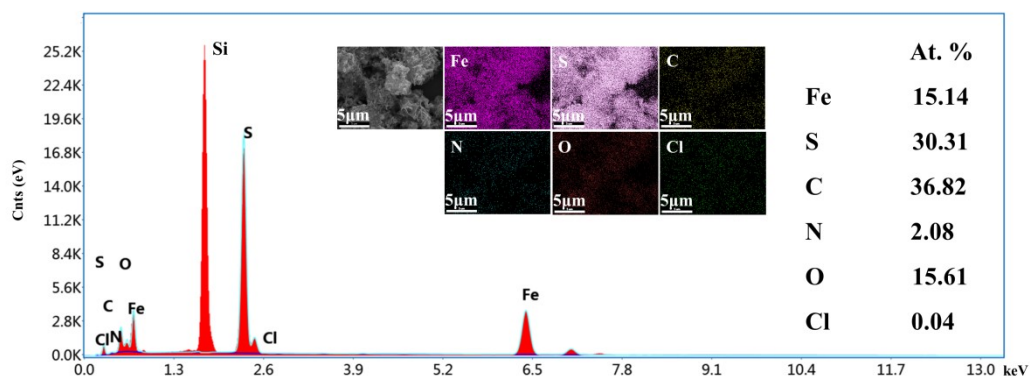 Cnts (eV)
25.2K
22.4K
19.6K
16.8K
14.0K
11.2K
8.4K
5.6K
2.8K
0.0K
0.0
1.3
2.6
3.9
5.2
6.5
7.8
9.1
10.4
11.7
13.0
keV
S
O
C
Fe
Cl
N
Si
S
Cl
Fe
5μm
Fe
5μm
S
5μm
C
5μm
N
5μm
O
5μm
Cl
5μm
At. %
Fe 15.14
S 30.31
C 36.82
N 2.08
O 15.61
Cl 0.04